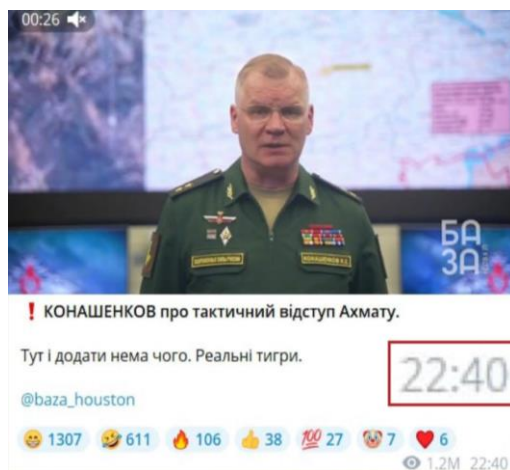 00:26
БА
ЗА
КОНАШЕНКОВ И.Е.
❗ КОНАШЕНКОВ про тактичний відступ Ахмату.
Тут і додати нема чого. Реальні тигри.
22:40
@baza_houston
😁 1307 🤣 611 🔥 106 👍 38 💯 27 🤡 7 ❤ 6
1.2M 22:40